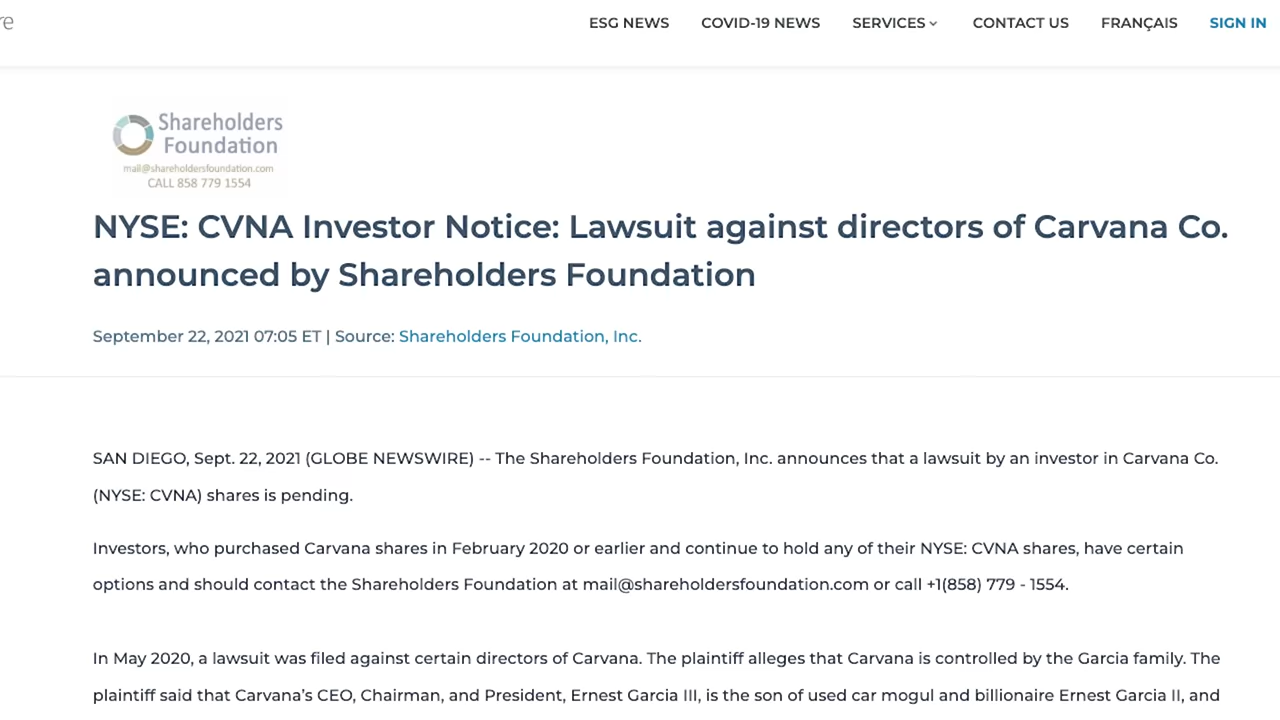 re
ESG NEWS COVID-19 NEWS SERVICES CONTACT US FRANÇAIS SIGN IN
Shareholders
Foundation
mail@shareholdersfoundation.com
CALL 858 779 1554
NYSE: CVNA Investor Notice: Lawsuit against directors of Carvana Co.
announced by Shareholders Foundation
September 22, 2021 07:05 ET | Source: Shareholders Foundation, Inc.
SAN DIEGO, Sept. 22, 2021 (GLOBE NEWSWIRE) -- The Shareholders Foundation, Inc. announces that a lawsuit by an investor in Carvana Co.
(NYSE: CVNA) shares is pending.
Investors, who purchased Carvana shares in February 2020 or earlier and continue to hold any of their NYSE: CVNA shares, have certain
options and should contact the Shareholders Foundation at mail@shareholdersfoundation.com or call +1(858) 779 - 1554.
In May 2020, a lawsuit was filed against certain directors of Carvana. The plaintiff alleges that Carvana is controlled by the Garcia family. The
plaintiff said that Carvana's CEO, Chairman, and President, Ernest Garcia III, is the son of used car mogul and billionaire Ernest Garcia II, and